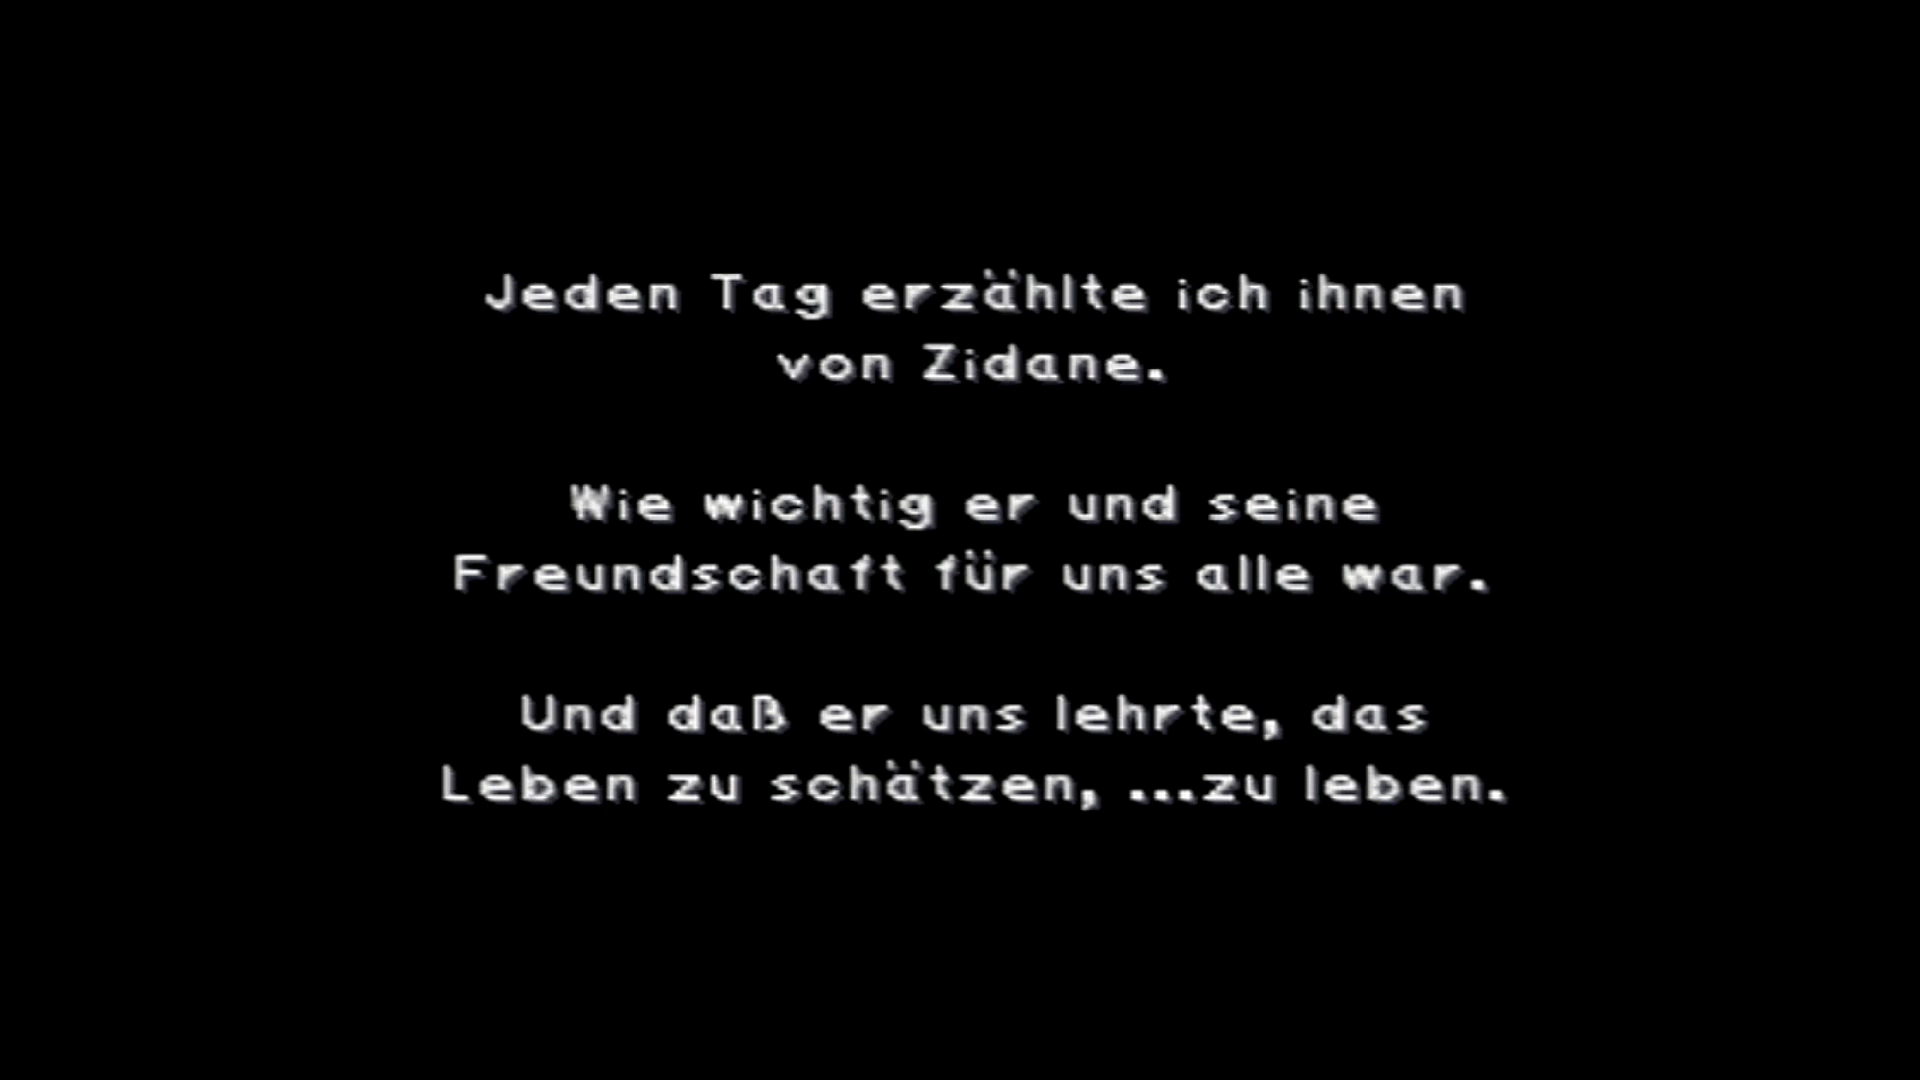 Jeden Tag erzählte ich ihnen
von Zidane.
Wie wichtig er und seine
Freundschaft für uns alle war.
Und daß er uns lehrte, das
Leben zu schätzen, ...zu leben.